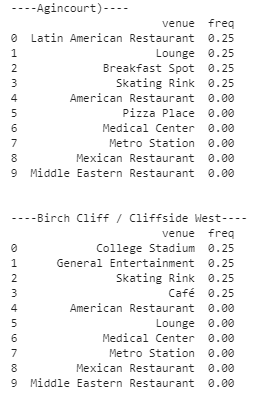 ----Agincourt)----
venue freq
0 Latin American Restaurant 0.25
1 Lounge 0.25
2 Breakfast Spot 0.25
3 Skating Rink 0.25
4 American Restaurant 0.00
5 Pizza Place 0.00
6 Medical Center 0.00
7 Metro Station 0.00
8 Mexican Restaurant 0.00
9 Middle Eastern Restaurant 0.00
----Birch Cliff / Cliffside West----
venue freq
0 College Stadium 0.25
1 General Entertainment 0.25
2 Skating Rink 0.25
3 Café 0.25
4 American Restaurant 0.00
5 Lounge 0.00
6 Medical Center 0.00
7 Metro Station 0.00
8 Mexican Restaurant 0.00
9 Middle Eastern Restaurant 0.00